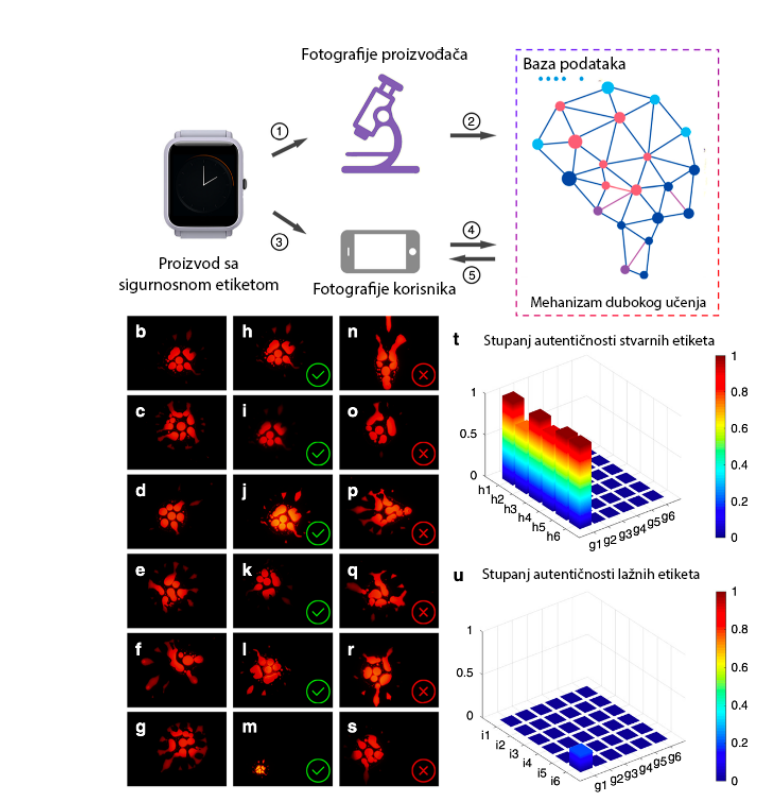 Fotografije proizvođača
Baza podataka
1
2
3
4
5
Proizvod sa
sigurnosnom etiketom
Fotografije korisnika
Mehanizam dubokog učenja
b
h
n
c
i
o
d
j
p
e
k
q
f
l
r
g
m
s
t
Stupanj autentičnosti stvarnih etiketa
1
0.5
0
h1
h2
h3
h4
h5
h6
g1 g2 g3 g4 g5 g6
1
0.8
0.6
0.4
0.2
0
u
Stupanj autentičnosti lažnih etiketa
1
0.5
0
i1
i2
i3
i4
i5
i6
g1 g2 g3 g4 g5 g6
1
0.8
0.6
0.4
0.2
0